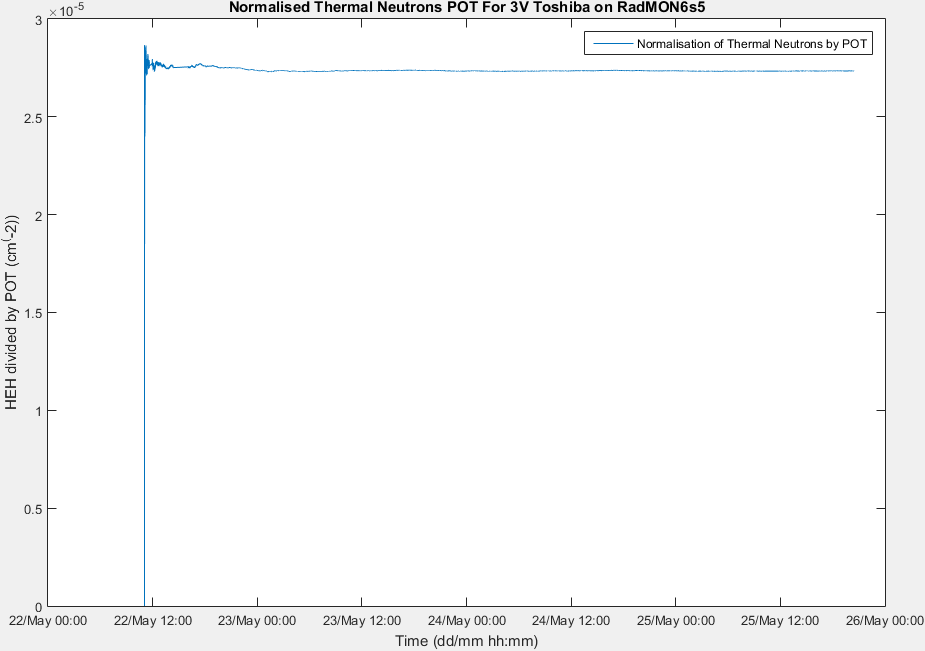 Normalised Thermal Neutrons POT For 3V Toshiba on RadMON6s5
×10-5
3
2.5
2
1.5
1
0.5
0
HEH divided by POT (cm(-2))
Normalisation of Thermal Neutrons by POT
22/May 00:00 22/May 12:00 23/May 00:00 23/May 12:00 24/May 00:00 24/May 12:00 25/May 00:00 25/May 12:00 26/May 00:00
Time (dd/mm hh:mm)